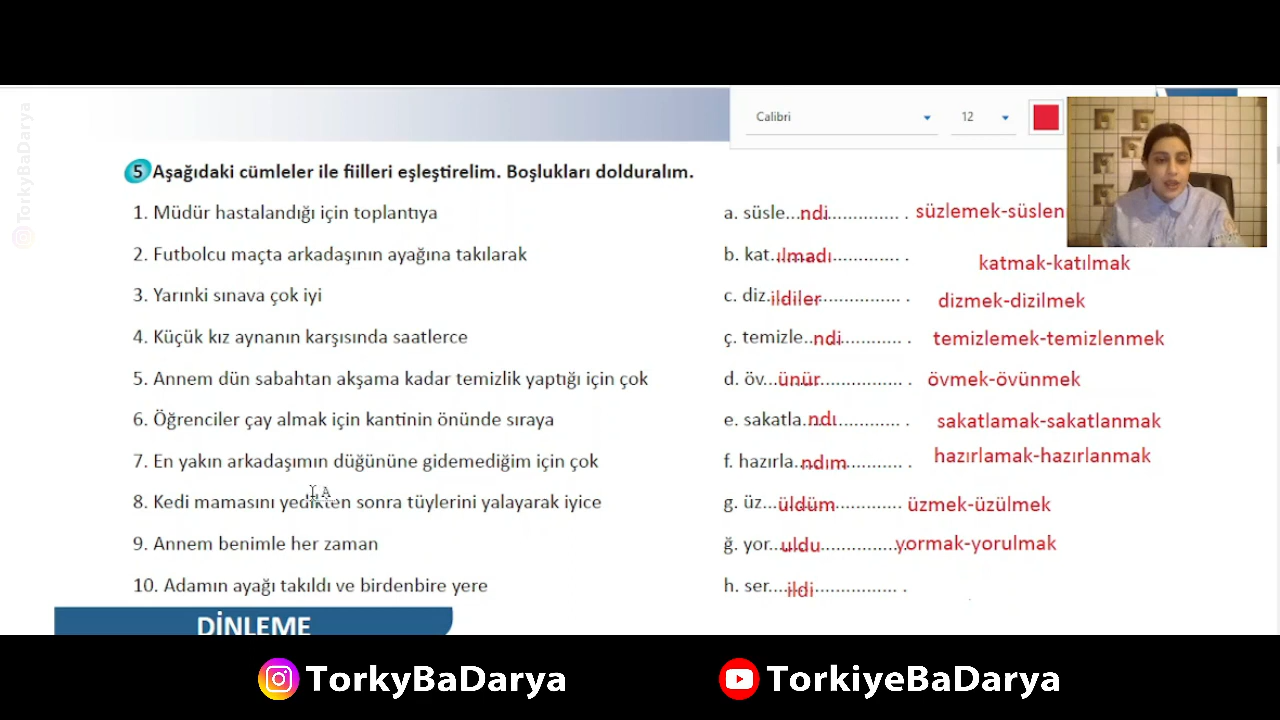 Calibri 12
TorkyBaDarya
5 Aşağıdaki cümleler ile fiilleri eşleştirelim. Boşlukları dolduralım.
1. Müdür hastalandığı için toplantıya
2. Futbolcu maçta arkadaşının ayağına takılarak
3. Yarınki sınava çok iyi
4. Küçük kız aynanın karşısında saatlerce
5. Annem dün sabahtan akşama kadar temizlik yaptığı için çok
6. Öğrenciler çay almak için kantinin önünde sıraya
7. En yakın arkadaşımın düğününe gidemediğim için çok
8. Kedi mamasını yedikten sonra tüylerini yalayarak iyice
9. Annem benimle her zaman
10. Adamın ayağı takıldı ve birdenbire yere
a. süsle...ndi.............. . süzlemek-süslen
b. kat.ılmadı............. . katmak-katılmak
c. diz.ildiler............... . dizmek-dizilmek
ç. temizle..ndi........... . temizlemek-temizlenmek
d. öv...ünür............... . övmek-övünmek
e. sakatla.ndı............ . sakatlamak-sakatlanmak
f. hazırla..ndım.......... . hazırlamak-hazırlanmak
g. üz...üldüm............ üzmek-üzülmek
ğ. yor..uldu.............. yormak-yorulmak
h. ser...ildi............... .
DİNLEME
TorkyBaDarya TorkiyeBaDarya